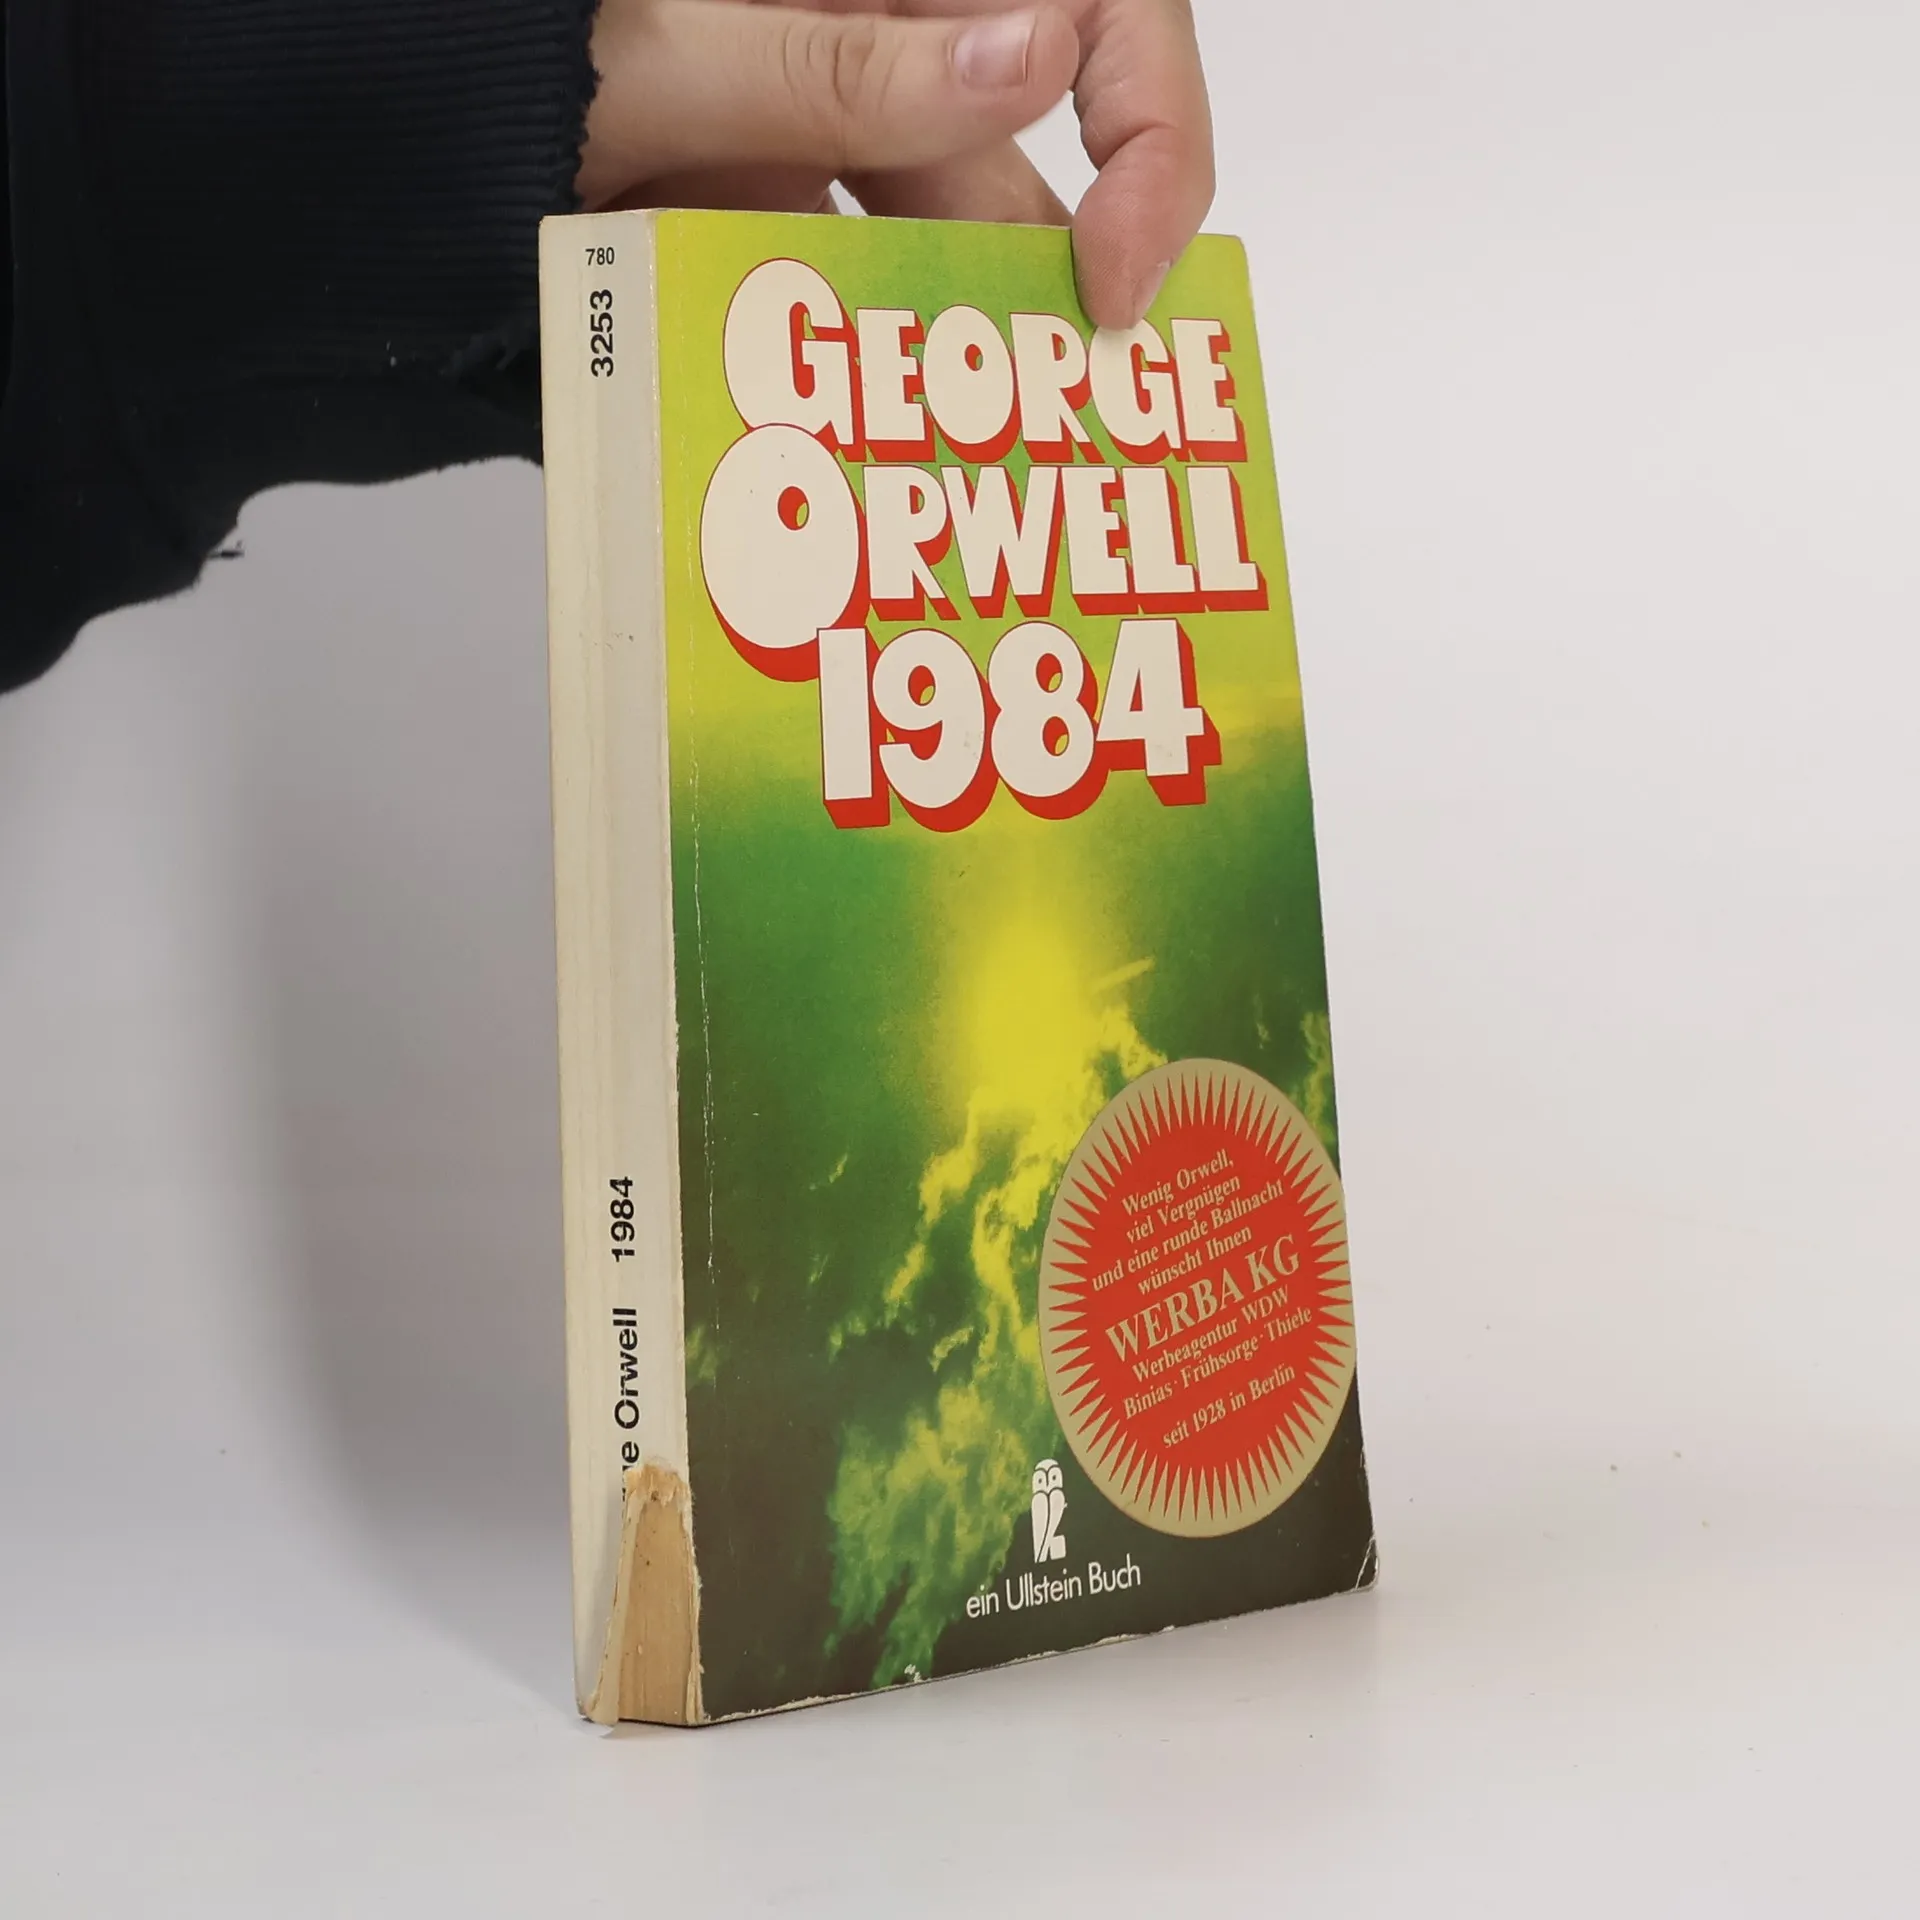 780
3253
1984
Orwell
GEORGE
ORWELL
1984
Wenig Orwell,
viel Vergnügen
und eine runde Ballnacht
wünscht Ihnen
WERBA KG
Werbeagentur WDW
Binias · Frühsorge · Thiele
seit 1928 in Berlin
ein Ullstein Buch